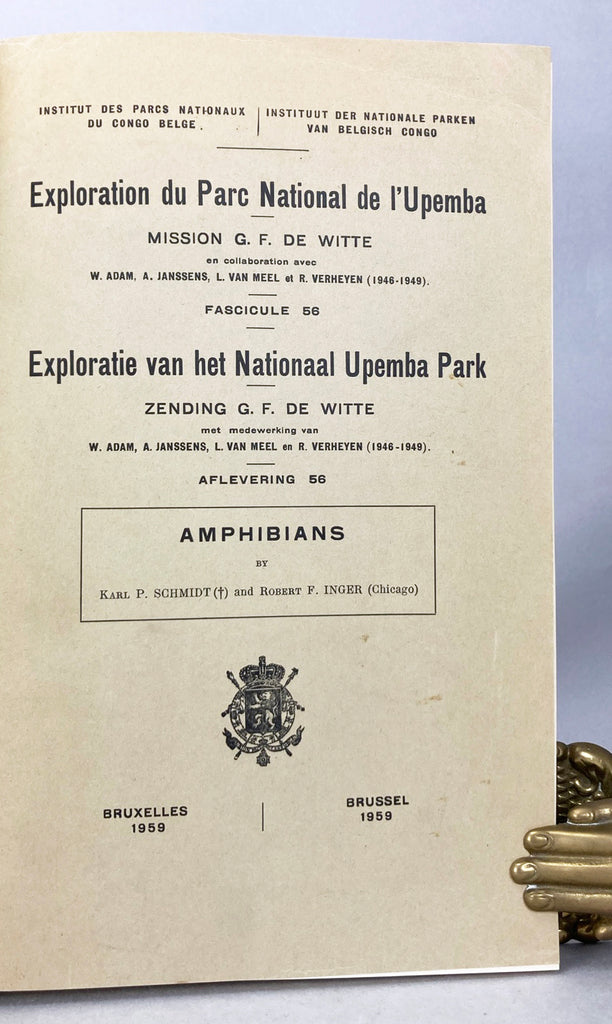 INSTITUT DES PARCS NATIONAUX
DU CONGO BELGE.
INSTITUUT DER NATIONALE PARKEN
VAN BELGISCH CONGO
Exploration du Parc National de l'Upemba
MISSION G. F. DE WITTE
en collaboration avec
W. ADAM, A. JANSSENS, L. VAN MEEL et R. VERHEYEN (1946-1949).
FASCICULE 56
Exploratie van het Nationaal Upemba Park
ZENDING G. F. DE WITTE
met medewerking van
W. ADAM, A. JANSSENS, L. VAN MEEL en R. VERHEYEN (1946-1949).
AFLEVERING 56
AMPHIBIANS
BY
KARL P. SCHMIDT (†) and ROBERT F. INGER (Chicago)
BRUXELLES
1959
BRUSSEL
1959